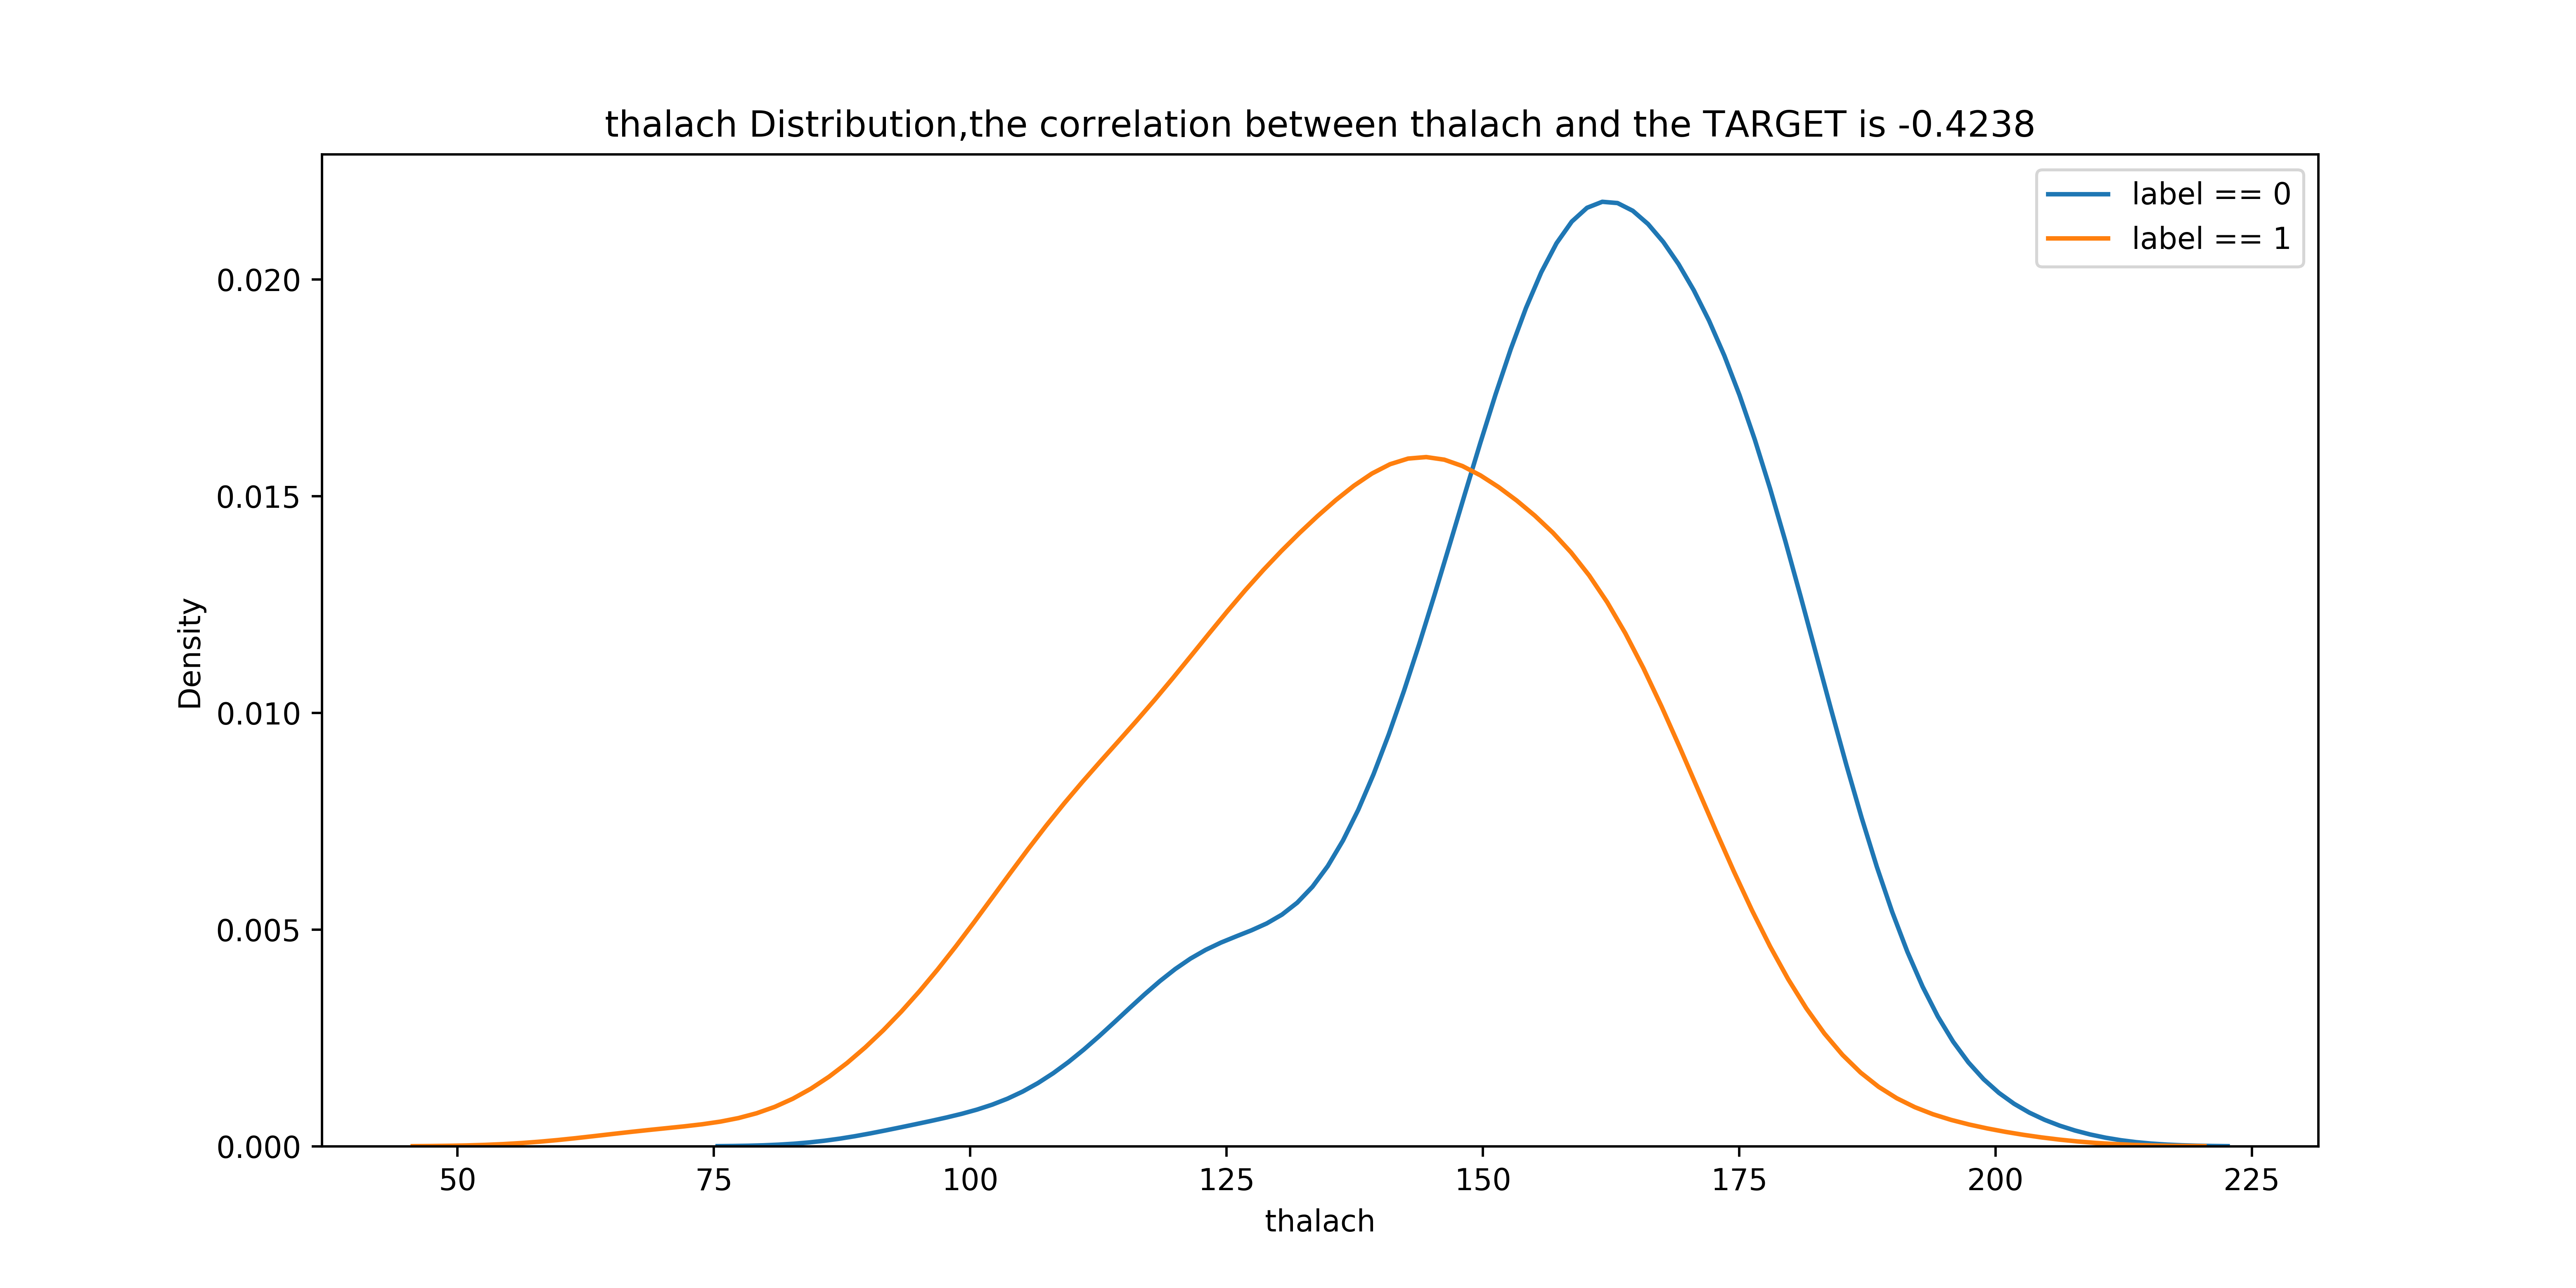 thalach Distribution,the correlation between thalach and the TARGET is -0.4238
label == 0
label == 1
0.020
0.015
0.010
0.005
0.000
Density
50 75 100 125 150 175 200 225
thalach